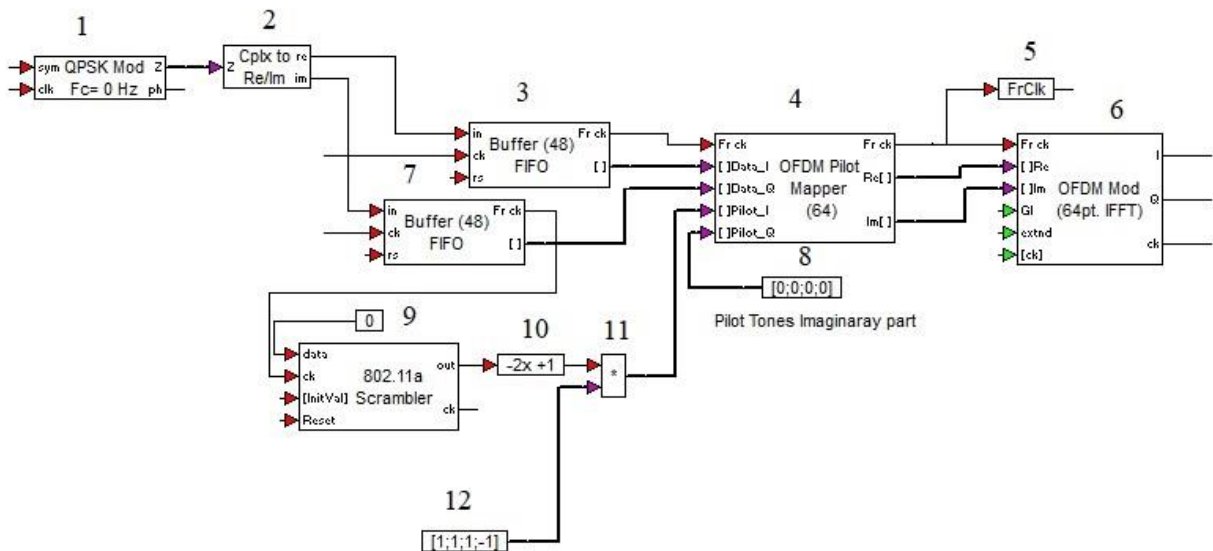 1
sym QPSK Mod Z
clk Fc= 0 Hz ph
2
Z Cplx to re
Re/Im im
3
in Buffer (48) Fr ck
ck FIFO [ ]
rs
4
Fr ck Fr ck
[ ]Data_I OFDM Pilot Re[ ]
[ ]Data_Q Mapper
[ ]Pilot_I (64) Im[ ]
[ ]Pilot_Q
5
FrClk
6
Fr ck I
[ ]Re
[ ]Im OFDM Mod Q
GI (64pt. IFFT)
extnd
[ck] ck
7
in Buffer (48) Fr ck
ck FIFO [ ]
rs
8
[0;0;0;0]
Pilot Tones Imaginaray part
0
9
data out
ck 802.11a
[InitVal] Scrambler
Reset ck
10
-2x +1
11
*
12
[1;1;1;-1]